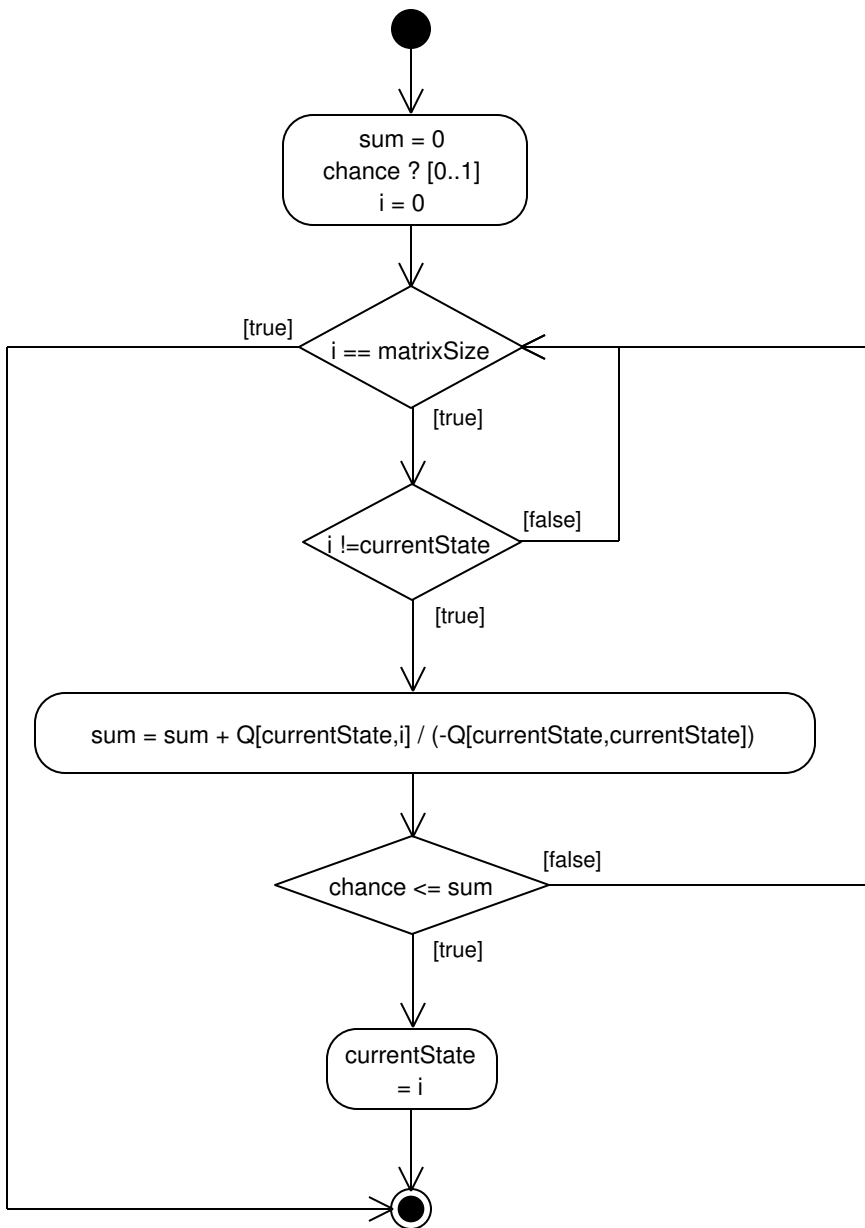 sum = 0
chance ? [0..1]
i = 0
[true]
i == matrixSize
[true]
[false]
i !=currentState
[true]
sum = sum + Q[currentState,i] / (-Q[currentState,currentState])
[false]
chance <= sum
[true]
currentState
= i